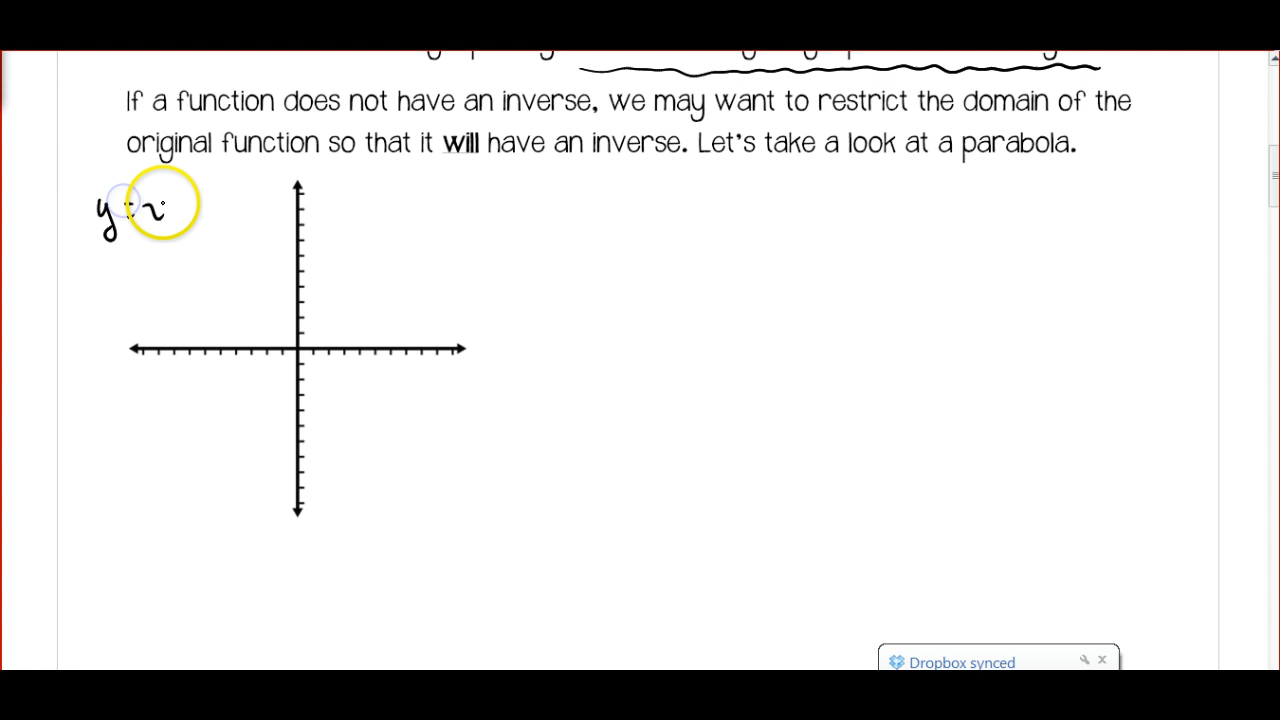 If a function does not have an inverse, we may want to restrict the domain of the
original function so that it will have an inverse. Let's take a look at a parabola.
y =
Dropbox synced